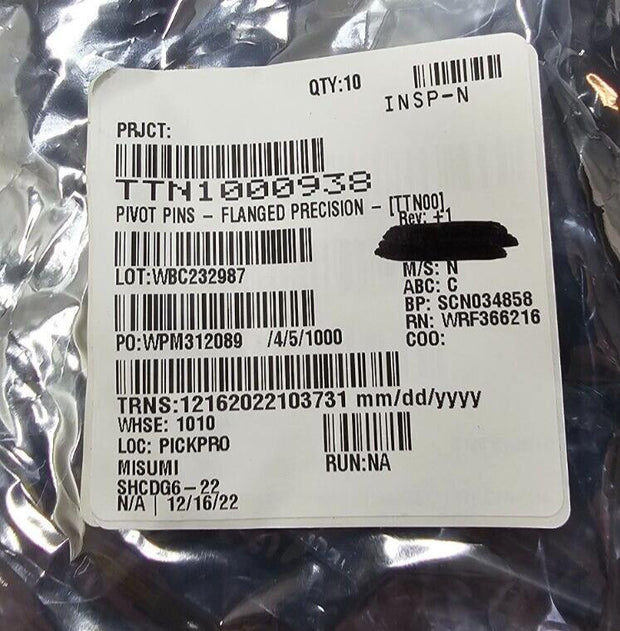 QTY:10
INSP-N
PRJCT:
TTN1000938
PIVOT PINS - FLANGED PRECISION - [TTN00]
Rev: +1
LOT:WBC232987
M/S: N
ABC: C
BP: SCN034858
RN: WRF366216
PO:WPM312089 /4/5/1000
COO:
TRNS:12162022103731 mm/dd/yyyy
WHSE: 1010
LOC: PICKPRO
MISUMI
RUN:NA
SHCDG6-22
N/A | 12/16/22